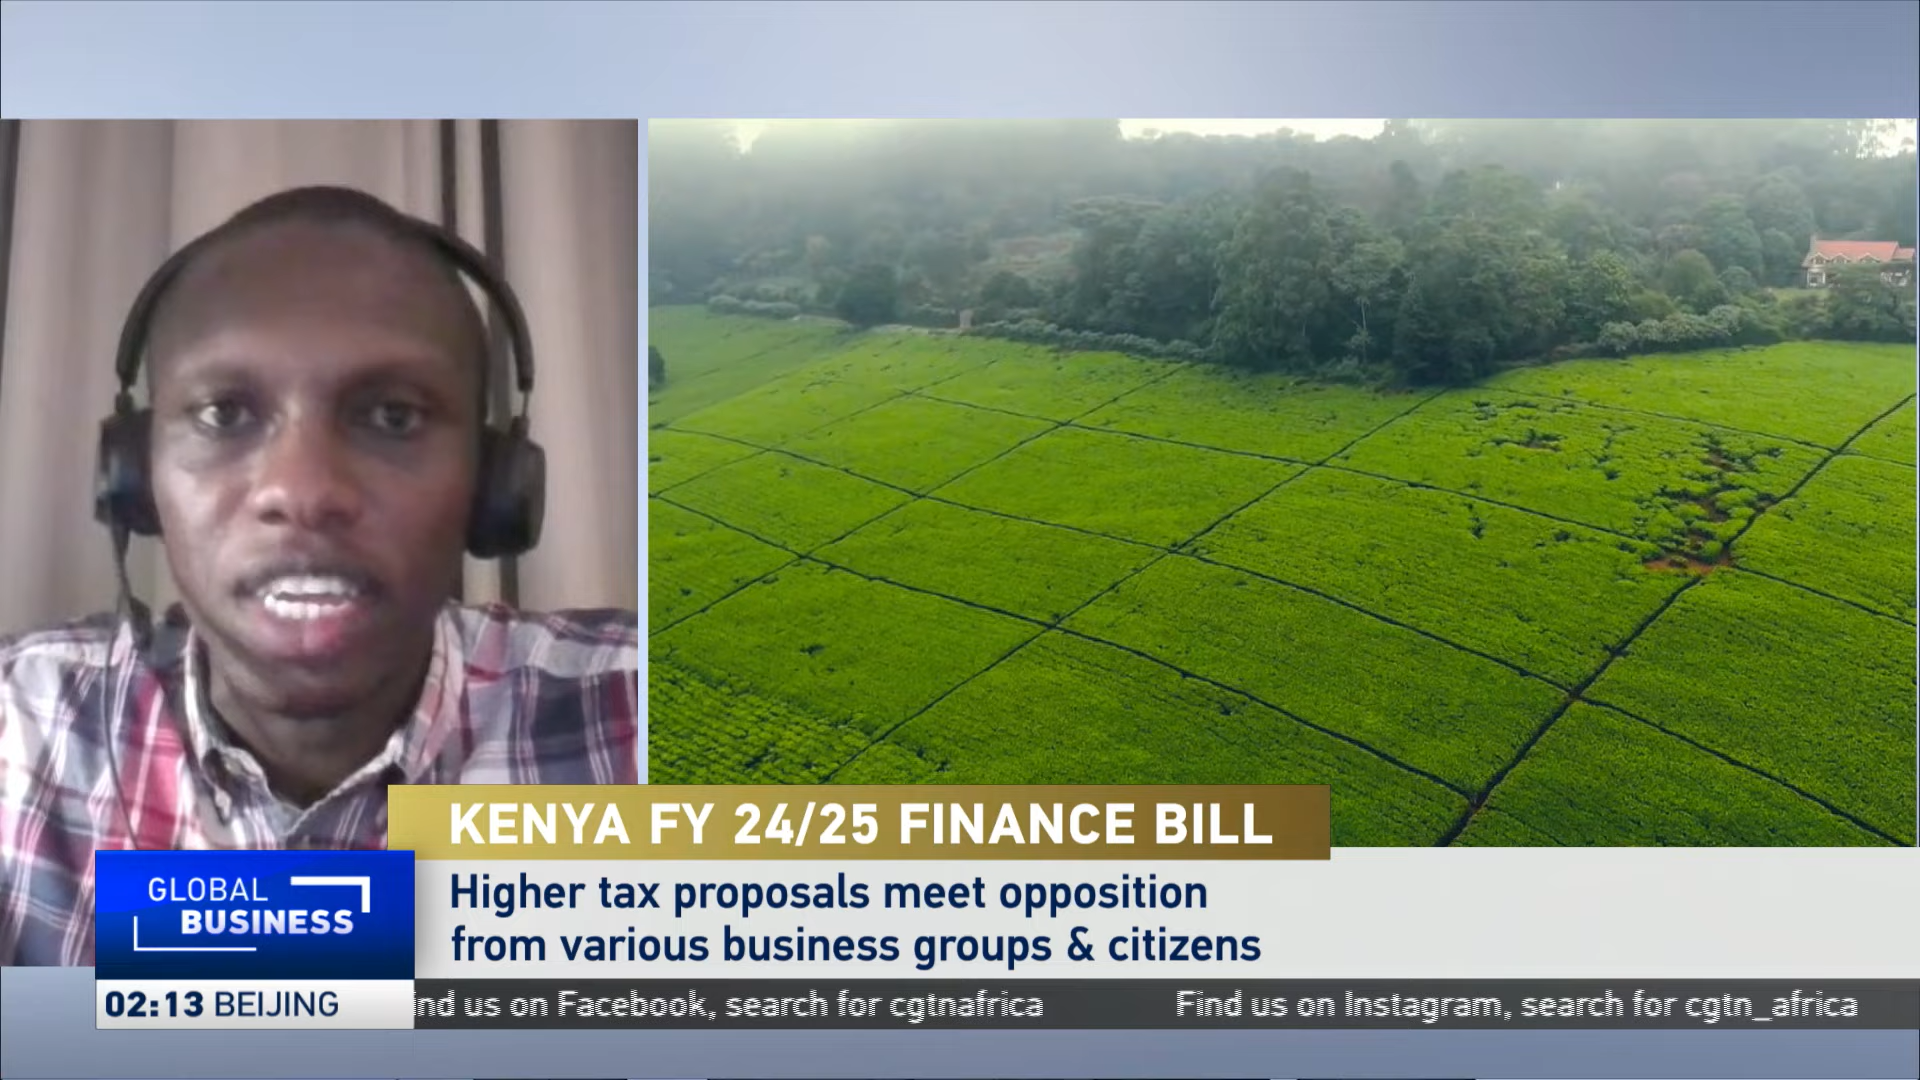 KENYA FY 24/25 FINANCE BILL
Higher tax proposals meet opposition
from various business groups & citizens
GLOBAL
BUSINESS
02:13 BEIJING
ind us on Facebook, search for cgtnafrica
Find us on Instagram, search for cgtn_africa